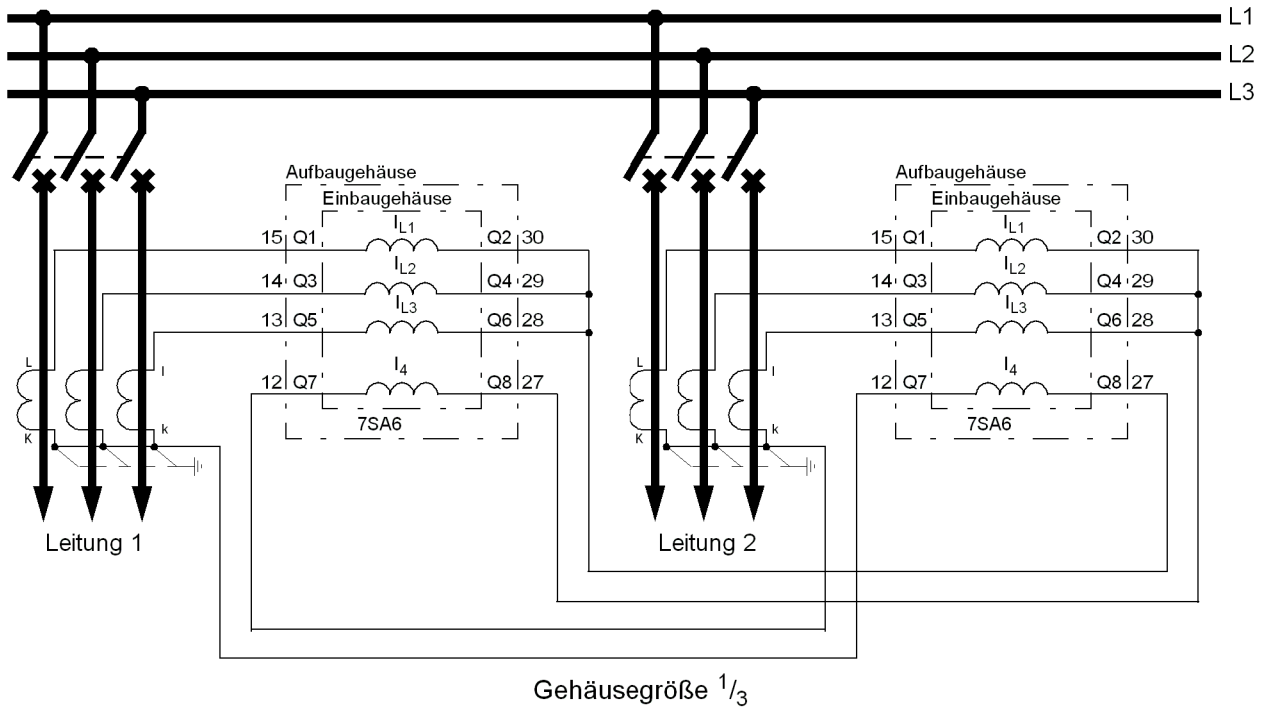 L1
L2
L3
Aufbaugehäuse
Einbaugehäuse
IL1
15 Q1 Q2 30
IL2
14 Q3 Q4 29
IL3
13 Q5 Q6 28
I4
12 Q7 Q8 27
7SA6
L l
K k
Leitung 1
Aufbaugehäuse
Einbaugehäuse
IL1
15 Q1 Q2 30
IL2
14 Q3 Q4 29
IL3
13 Q5 Q6 28
I4
12 Q7 Q8 27
7SA6
L l
K k
Leitung 2
Gehäusegröße 1/3